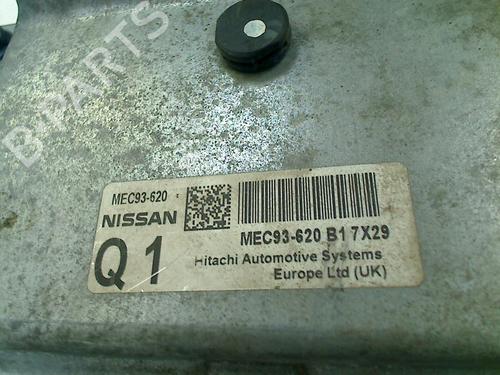 B-PARTS
MEC93-620
NISSAN
Q1
MEC93-620 B1 7X29
Hitachi Automotive Systems
Europe Ltd (UK)